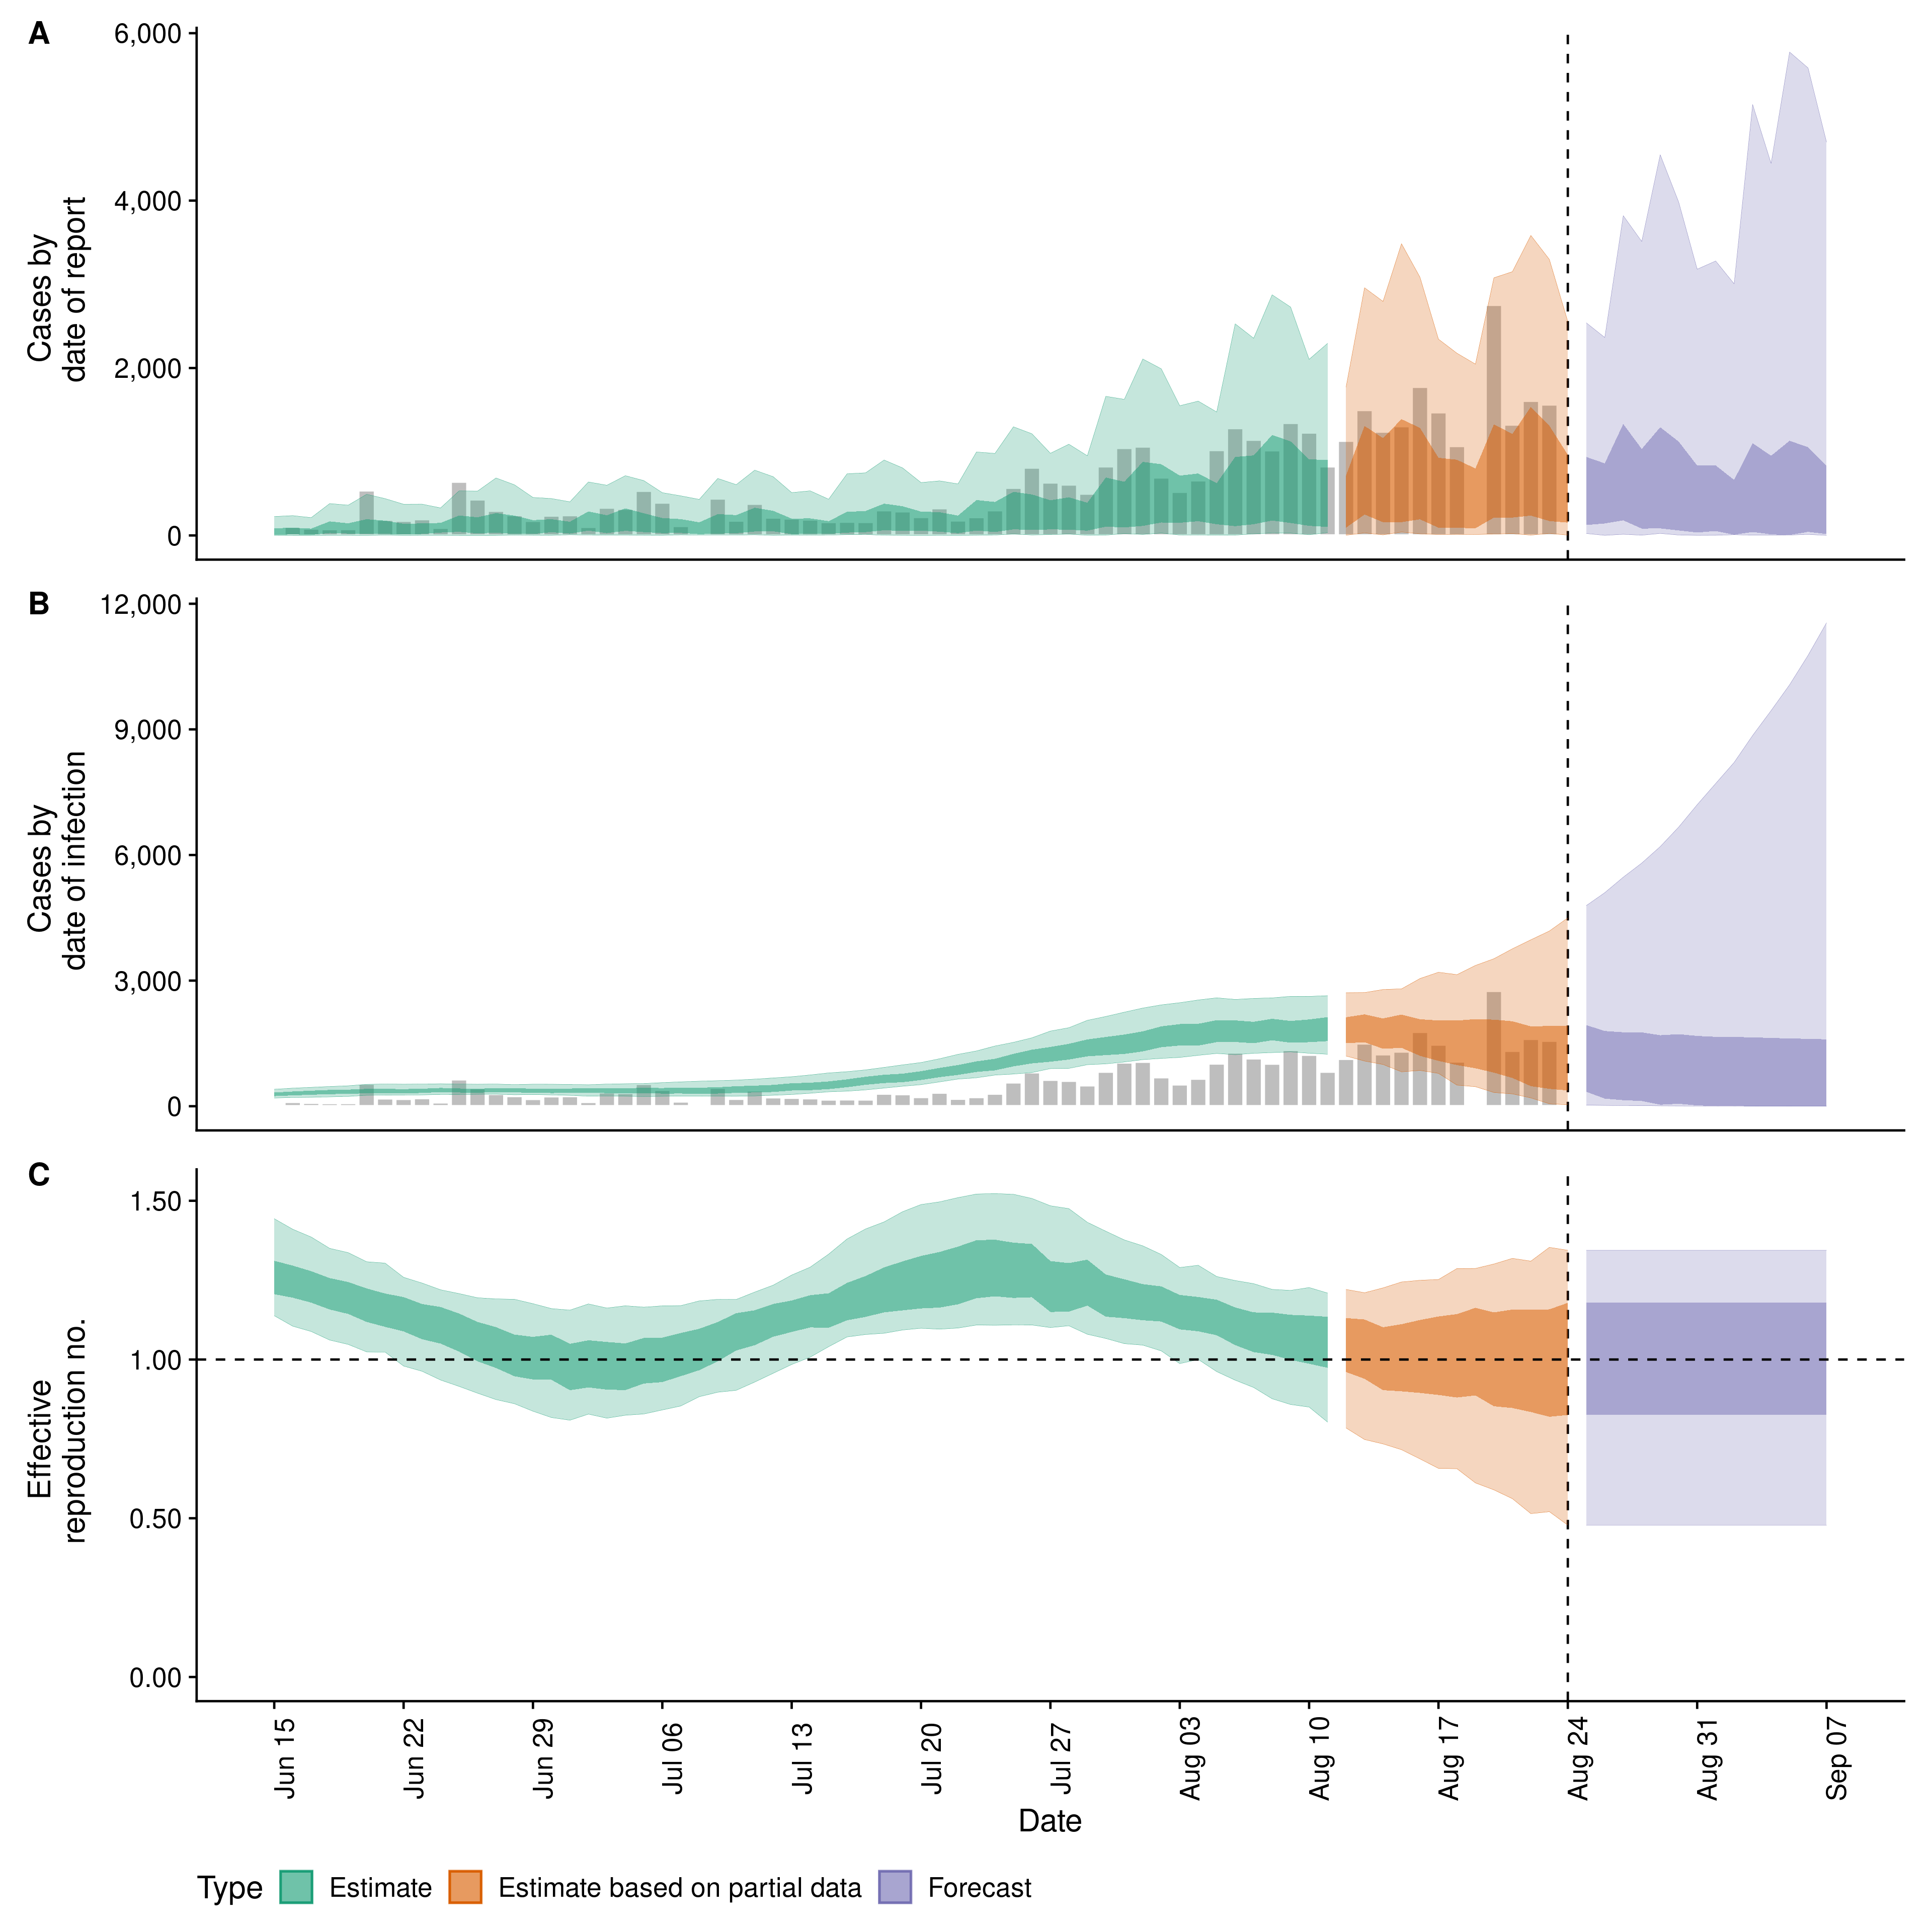 A
6,000
4,000
2,000
0
Cases by
date of report
B
12,000
9,000
6,000
3,000
0
Cases by
date of infection
C
1.50
1.00
0.50
0.00
Effective
reproduction no.
Jun 15
Jun 22
Jun 29
Jul 06
Jul 13
Jul 20
Jul 27
Aug 03
Aug 10
Aug 17
Aug 24
Aug 31
Sep 07
Date
Type Estimate Estimate based on partial data Forecast